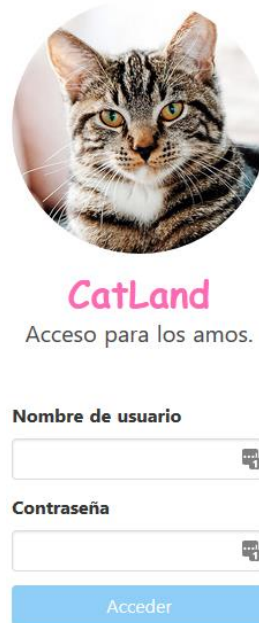 CatLand
Acceso para los amos.
Nombre de usuario
Contraseña
Acceder